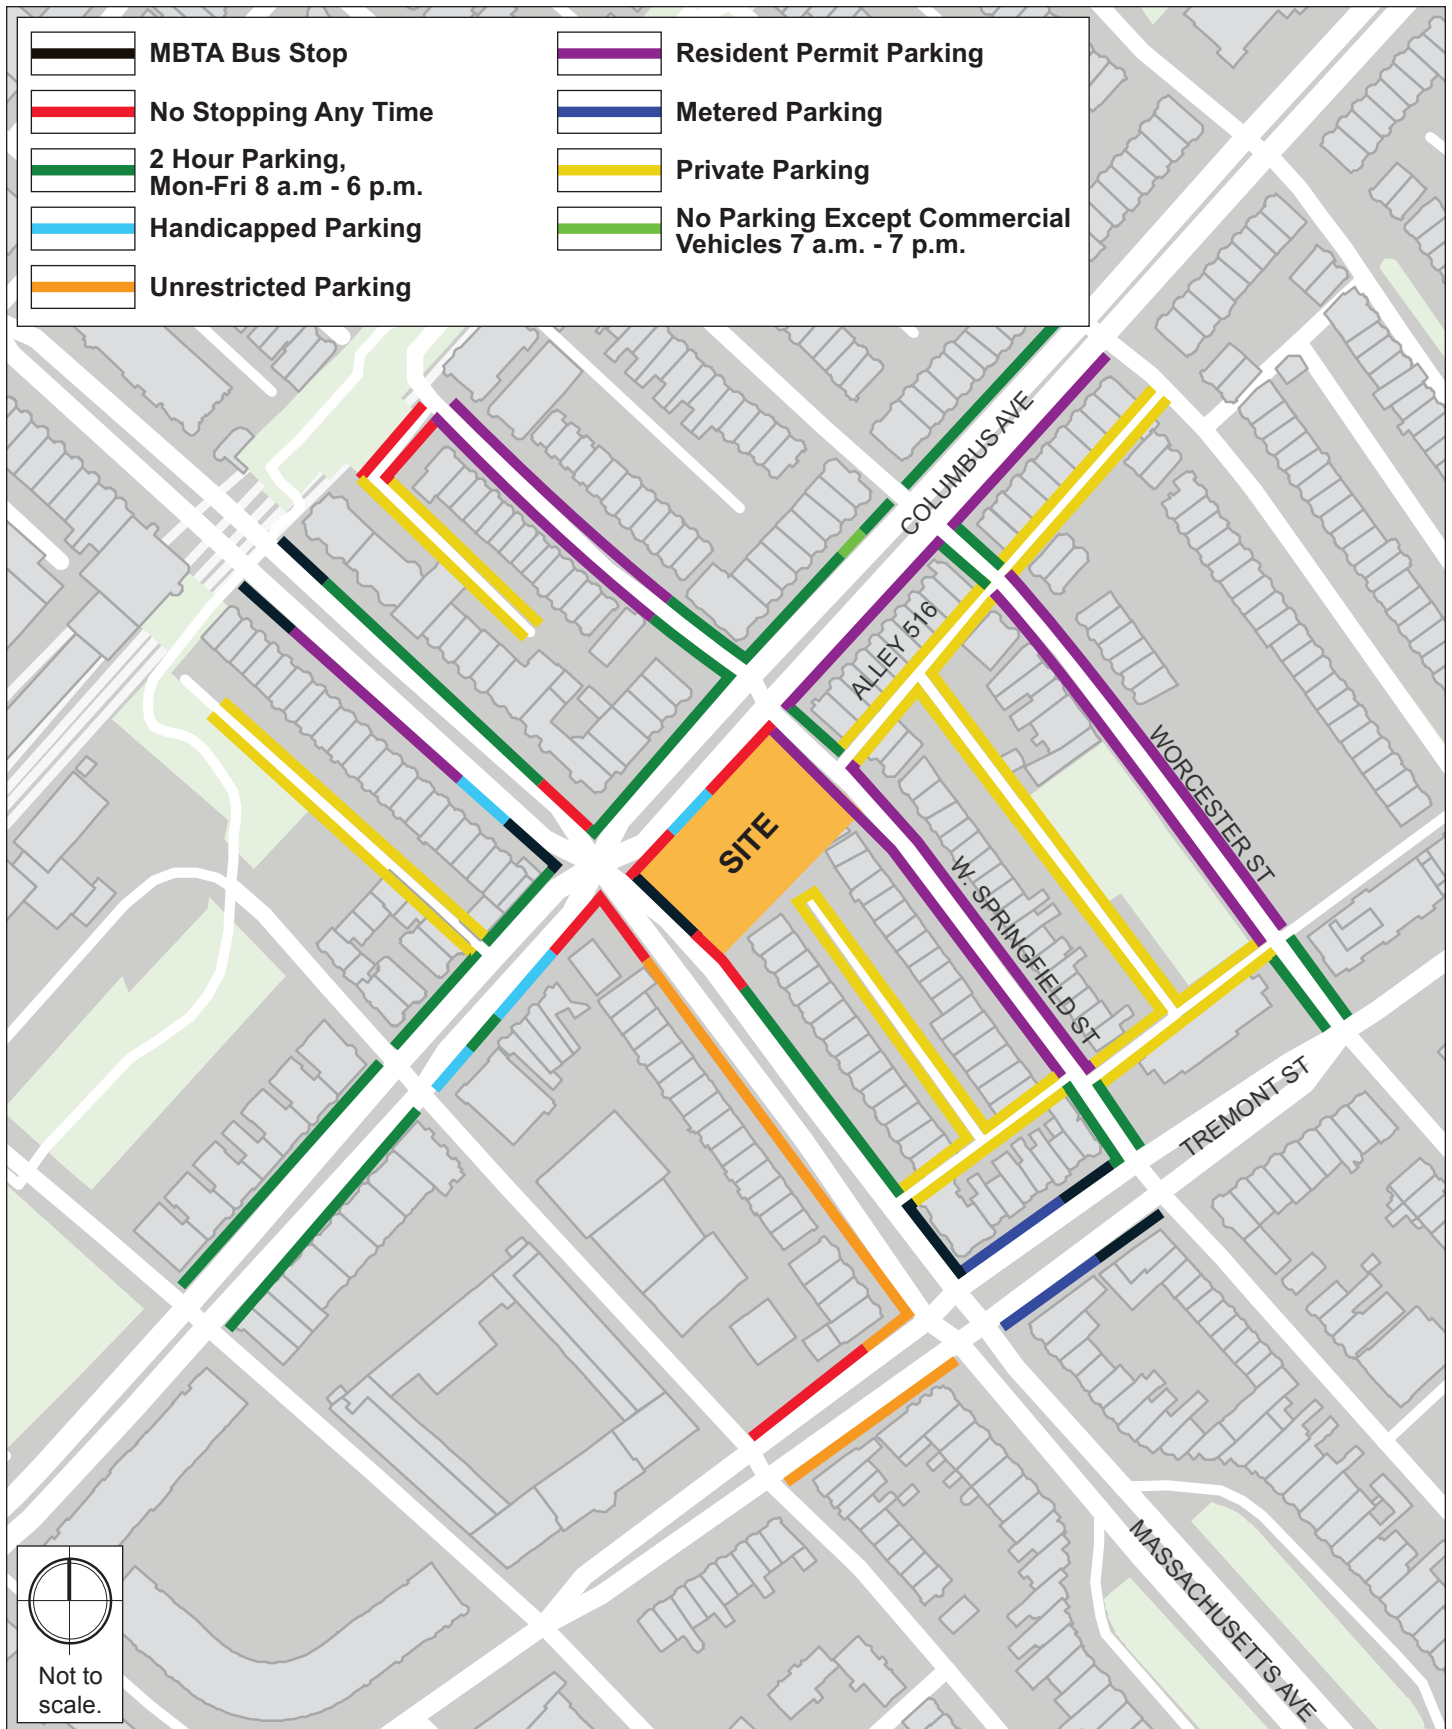 MBTA Bus Stop
No Stopping Any Time
2 Hour Parking,
Mon-Fri 8 a.m - 6 p.m.
Handicapped Parking
Unrestricted Parking
Resident Permit Parking
Metered Parking
Private Parking
No Parking Except Commercial
Vehicles 7 a.m. - 7 p.m.
COLUMBUS AVE
ALLEY 516
WORCESTER ST
SITE
W. SPRINGFIELD ST
TREMONT ST
MASSACHUSETTS AVE
Not to
scale.